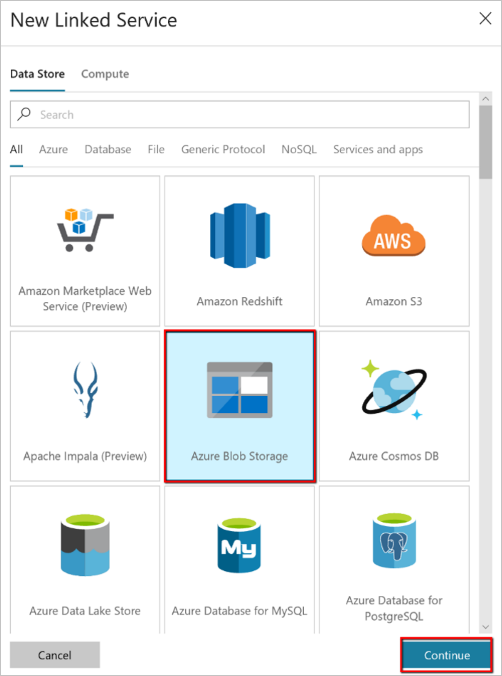 New Linked Service
Data Store Compute
Search
All Azure Database File Generic Protocol NoSQL Services and apps
Amazon Marketplace Web
Service (Preview)
Amazon Redshift
AWS
Amazon S3
Apache Impala (Preview)
Azure Blob Storage
Azure Cosmos DB
Azure Data Lake Store
My
Azure Database for MySQL
Azure Database for
PostgreSQL
Cancel
Continue